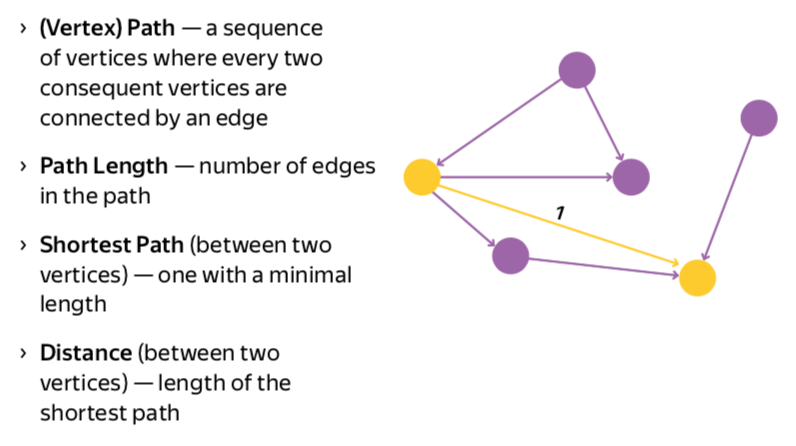 › (Vertex) Path — a sequence
of vertices where every two
consequent vertices are
connected by an edge
› Path Length — number of edges
in the path
› Shortest Path (between two
vertices) — one with a minimal
length
› Distance (between two
vertices) — length of the
shortest path
1